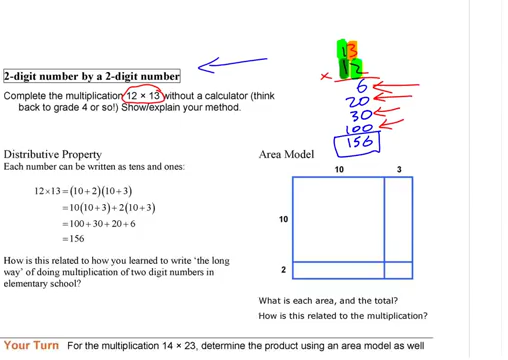 2-digit number by a 2-digit number
Complete the multiplication 12 × 13 without a calculator (think
back to grade 4 or so!) Show/explain your method.
13
× 12
6
20
30
100
156
Distributive Property
Each number can be written as tens and ones:
12×13 = (10+2)(10+3)
= 10(10+3)+2(10+3)
= 100+30+20+6
= 156
How is this related to how you learned to write ‘the long
way’ of doing multiplication of two digit numbers in
elementary school?
Area Model
10 3
10
2
What is each area, and the total?
How is this related to the multiplication?
Your Turn For the multiplication 14 × 23, determine the product using an area model as well